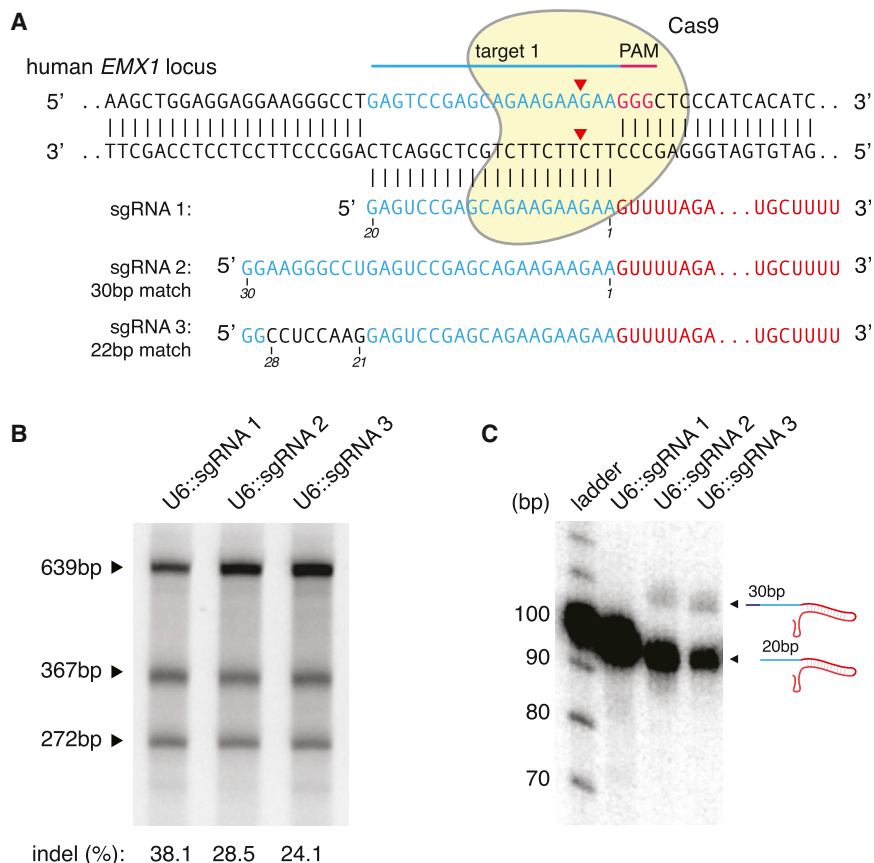 A
Cas9
target 1 PAM
human EMX1 locus
5’ ..AAGCTGGAGGAGGAAGGGCCTGAGTCCGAGCAGAAGAAGAAGGGCTCCCATCACATC.. 3’
3’ ..TTCGACCTCCTCCTTCCCGGACTCAGGCTCGTCTTCTTCTTCCCGAGGGTAGTGTAG.. 5’
sgRNA 1: 5’ GAGUCCGAGCAGAAGAAGAAGUUUUAGA...UGCUUUU 3’
20 1
sgRNA 2: 5’ GGAAGGGCCUGAGUCCGAGCAGAAGAAGAAGUUUUAGA...UGCUUUU 3’
30bp match 30 1
sgRNA 3: 5’ GGCCUCCAAGGAGUCCGAGCAGAAGAAGAAGUUUUAGA...UGCUUUU 3’
22bp match 28 21
B
U6::sgRNA 1 U6::sgRNA 2 U6::sgRNA 3
639bp
367bp
272bp
indel (%): 38.1 28.5 24.1
C
(bp) ladder U6::sgRNA 1 U6::sgRNA 2 U6::sgRNA 3
100
90
80
70
30bp
20bp